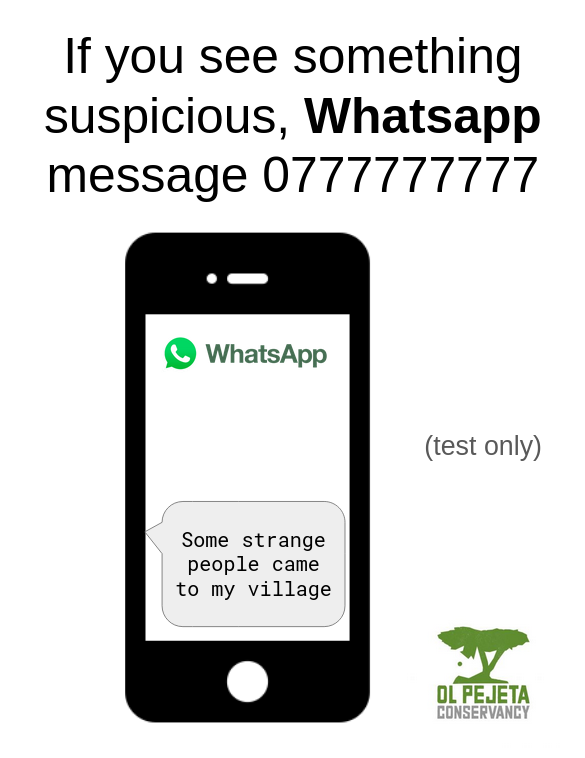 If you see something
suspicious, Whatsapp
message 0777777777
WhatsApp
(test only)
Some strange
people came
to my village
OL PEJETA
CONSERVANCY